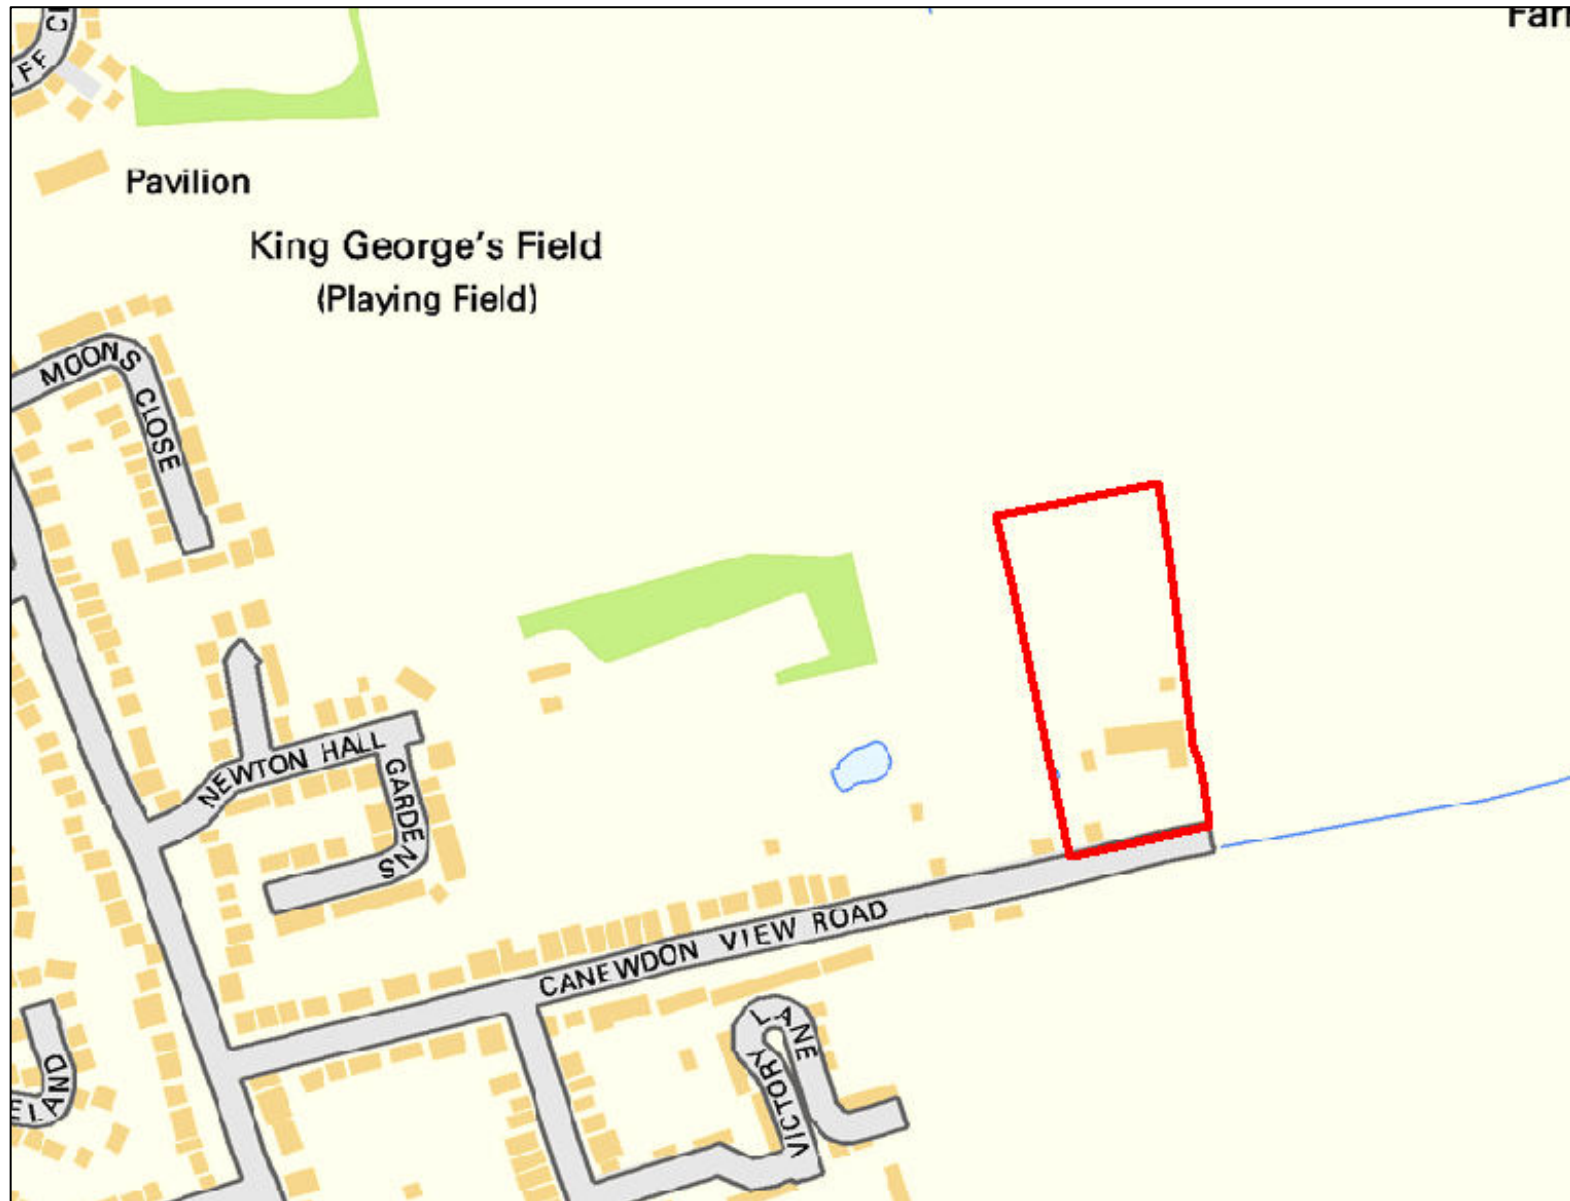 Pavilion
King George's Field
(Playing Field)
MOONS CLOSE
NEWTON HALL
GARDENS
CANEWDON VIEW ROAD
VICTORY LANE